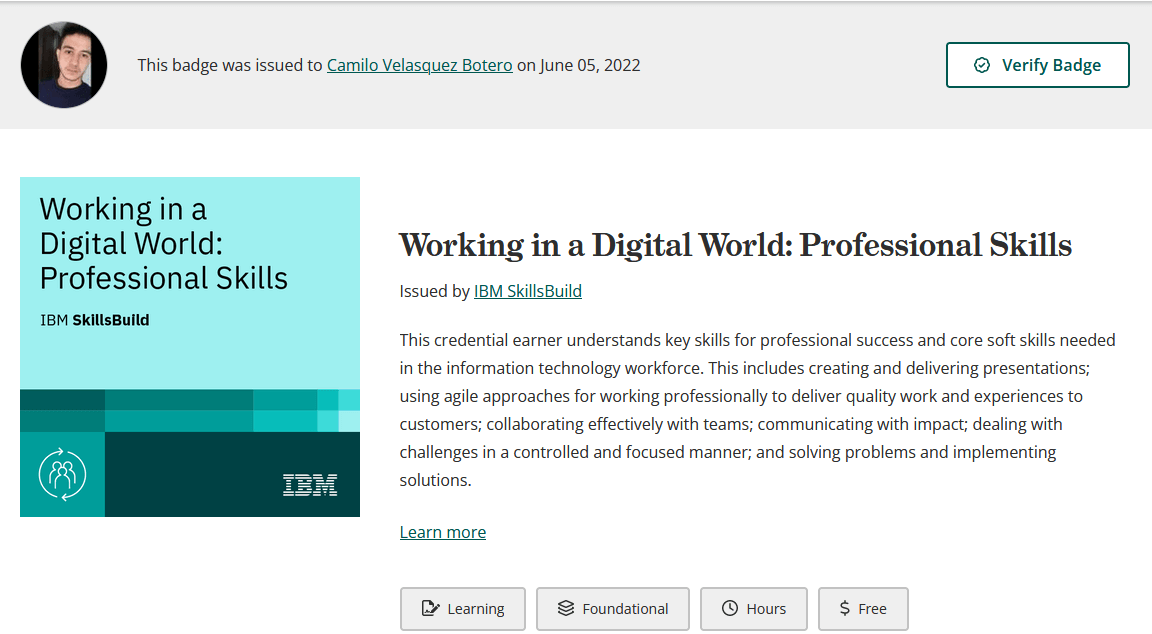 This badge was issued to Camilo Velasquez Botero on June 05, 2022
Verify Badge
Working in a
Digital World:
Professional Skills
IBM SkillsBuild
IBM
Working in a Digital World: Professional Skills
Issued by IBM SkillsBuild
This credential earner understands key skills for professional success and core soft skills needed
in the information technology workforce. This includes creating and delivering presentations;
using agile approaches for working professionally to deliver quality work and experiences to
customers; collaborating effectively with teams; communicating with impact; dealing with
challenges in a controlled and focused manner; and solving problems and implementing
solutions.
Learn more
Learning
Foundational
Hours
$ Free